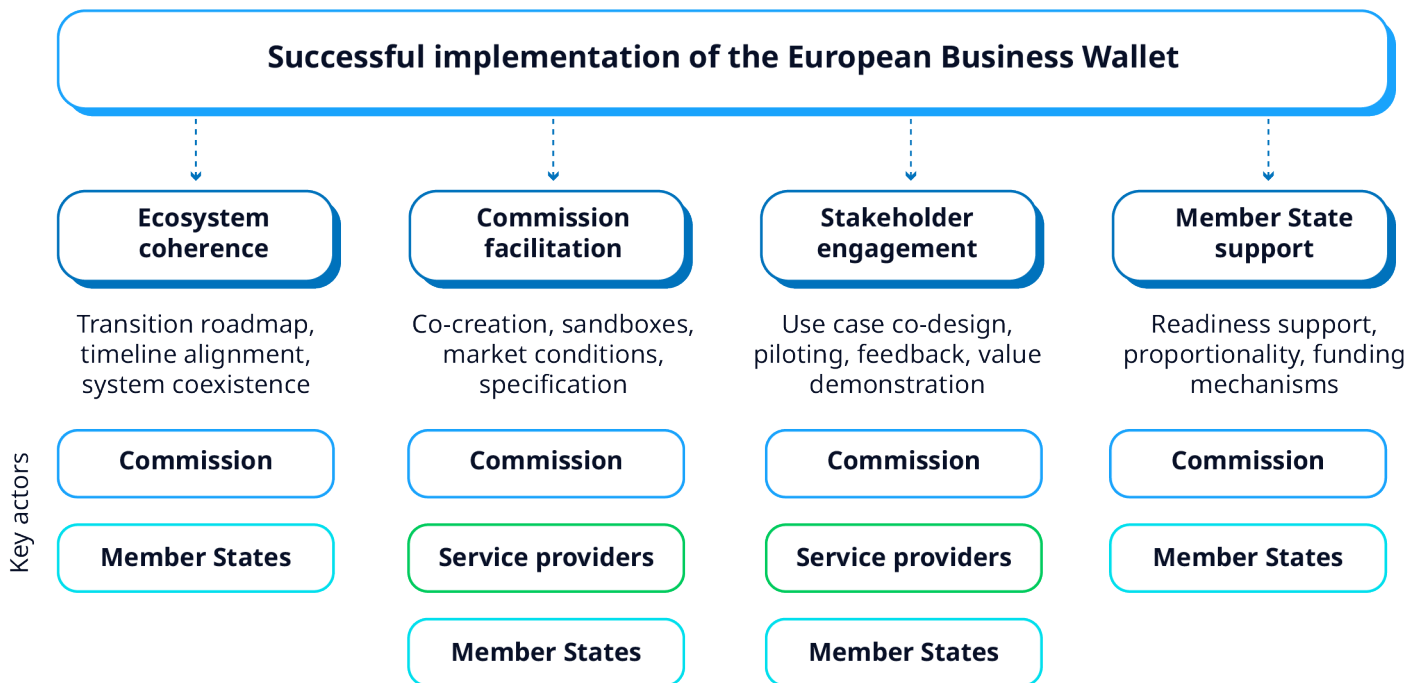 Successful implementation of the European Business Wallet
Ecosystem
coherence
Transition roadmap,
timeline alignment,
system coexistence
Commission
facilitation
Co-creation, sandboxes,
market conditions,
specification
Stakeholder
engagement
Use case co-design,
piloting, feedback, value
demonstration
Member State
support
Readiness support,
proportionality, funding
mechanisms
Key actors
Commission
Commission
Commission
Commission
Member States
Service providers
Service providers
Member States
Member States
Member States